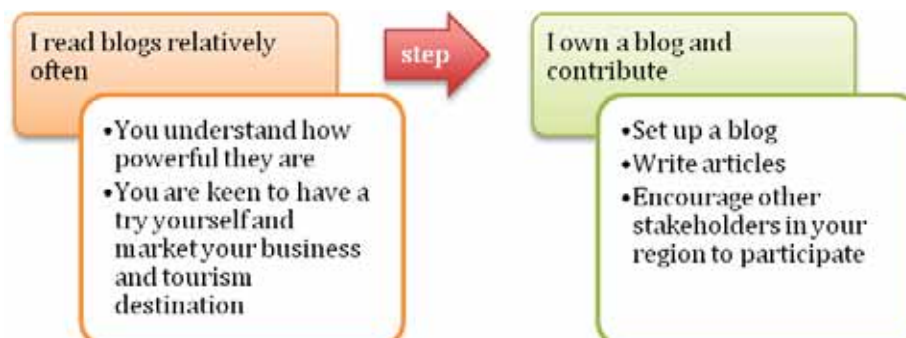 I read blogs relatively
often
•You understand how
powerful they are
•You are keen to have a
try yourself and
market your business
and tourism
destination
step
I own a blog and
contribute
•Set up a blog
•Write articles
•Encourage other
stakeholders in your
region to participate